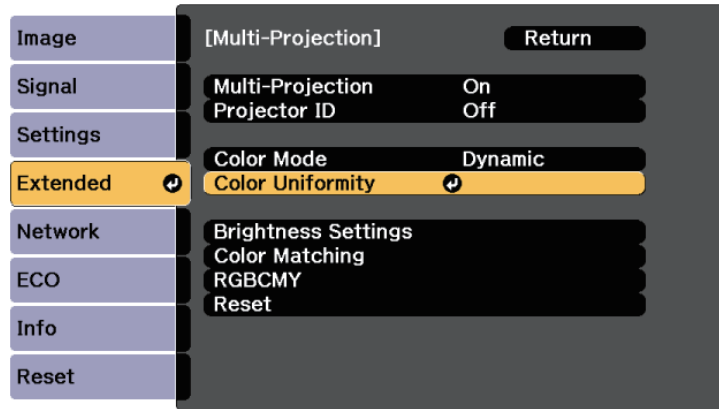 Image
Signal
Settings
Extended
Network
ECO
Info
Reset
[Multi-Projection] Return
Multi-Projection On
Projector ID Off
Color Mode Dynamic
Color Uniformity
Brightness Settings
Color Matching
RGBCMY
Reset